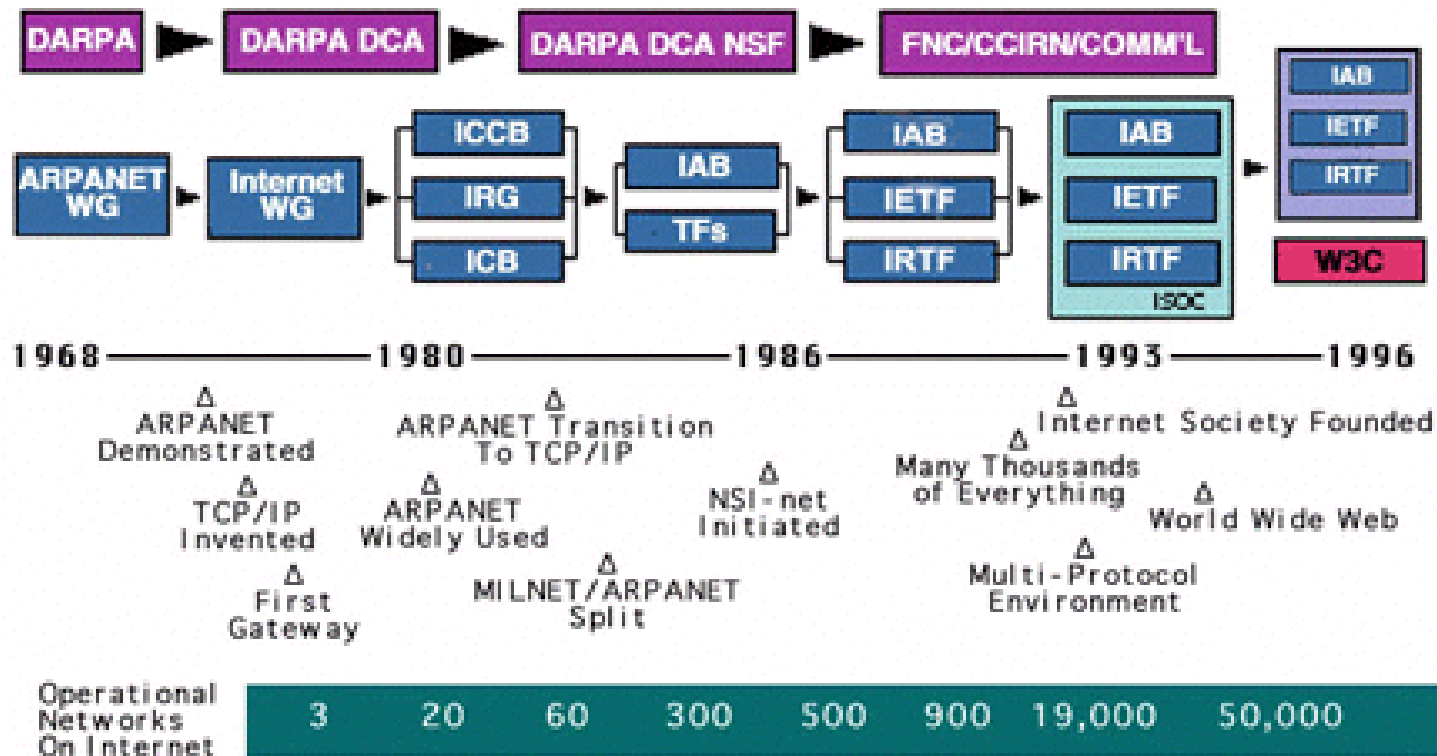 DARPA
DARPA DCA
DARPA DCA NSF
FNC/CCIRN/COMM'L
ARPANET
WG
Internet
WG
ICCB
IRG
ICB
IAB
TFs
IAB
IETF
IRTF
IAB
IETF
IRTF
ISOC
IAB
IETF
IRTF
W3C
1968
1980
1986
1993
1996
Δ
ARPANET
Demonstrated
Δ
TCP/IP
Invented
Δ
First
Gateway
Δ
ARPANET
Widely Used
Δ
ARPANET Transition
To TCP/IP
Δ
MILNET/ARPANET
Split
Δ
NSI-net
Initiated
Δ
Internet Society Founded
Δ
Many Thousands
of Everything
Δ
World Wide Web
Δ
Multi-Protocol
Environment
Operational
Networks
On Internet
3 20 60 300 500 900 19,000 50,000